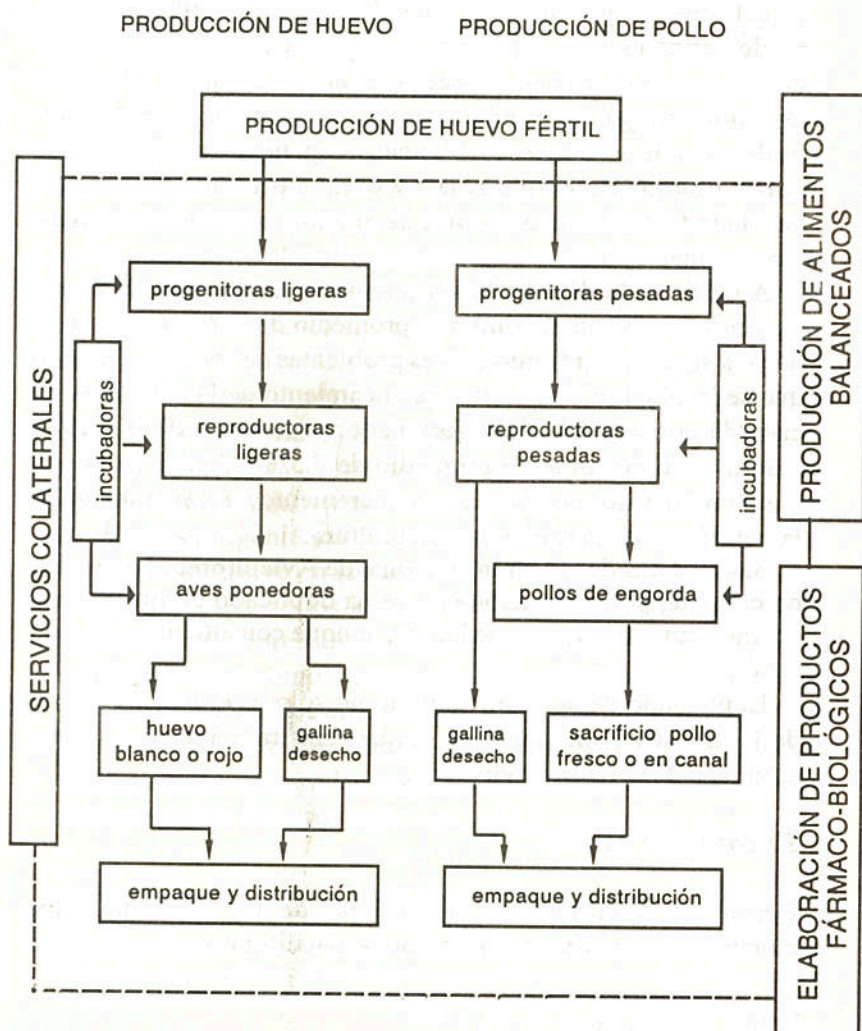 PRODUCCIÓN DE HUEVO
PRODUCCIÓN DE POLLO
PRODUCCIÓN DE HUEVO FÉRTIL
SERVICIOS COLATERALES
PRODUCCIÓN DE ALIMENTOS
BALANCEADOS
progenitoras ligeras
progenitoras pesadas
incubadoras
reproductoras
ligeras
reproductoras
pesadas
incubadoras
aves ponedoras
pollos de engorda
ELABORACIÓN DE PRODUCTOS
FÁRMACO-BIOLÓGICOS
huevo
blanco o rojo
gallina
desecho
gallina
desecho
sacrificio pollo
fresco o en canal
empaque y distribución
empaque y distribución